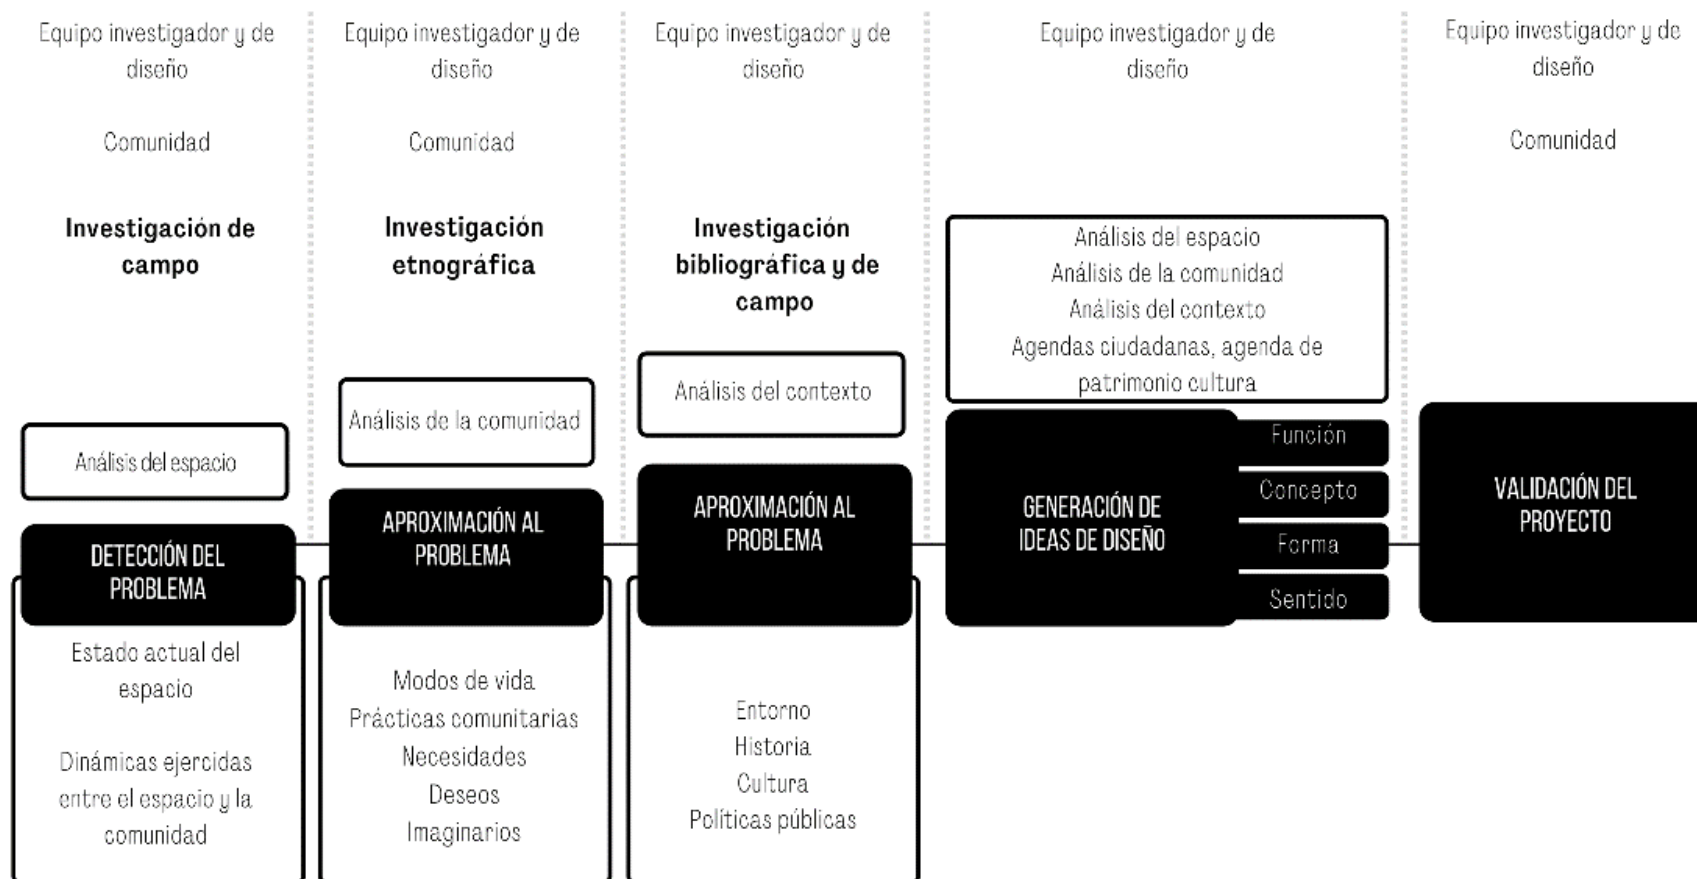 Equipo investigador y de
diseño
Comunidad
Investigación de
campo
Análisis del espacio
DETECCIÓN DEL
PROBLEMA
Estado actual del
espacio
Dinámicas ejercidas
entre el espacio y la
comunidad
Equipo investigador y de
diseño
Comunidad
Investigación
etnográfica
Análisis de la comunidad
APROXIMACIÓN AL
PROBLEMA
Modos de vida
Prácticas comunitarias
Necesidades
Deseos
Imaginarios
Equipo investigador y de
diseño
Investigación
bibliográfica y de
campo
Análisis del contexto
APROXIMACIÓN AL
PROBLEMA
Entorno
Historia
Cultura
Políticas públicas
Equipo investigador y de
diseño
Análisis del espacio
Análisis de la comunidad
Análisis del contexto
Agendas ciudadanas, agenda de
patrimonio cultura
GENERACIÓN DE
IDEAS DE DISEÑO
Función
Concepto
Forma
Sentido
Equipo investigador y de
diseño
Comunidad
VALIDACIÓN DEL
PROYECTO